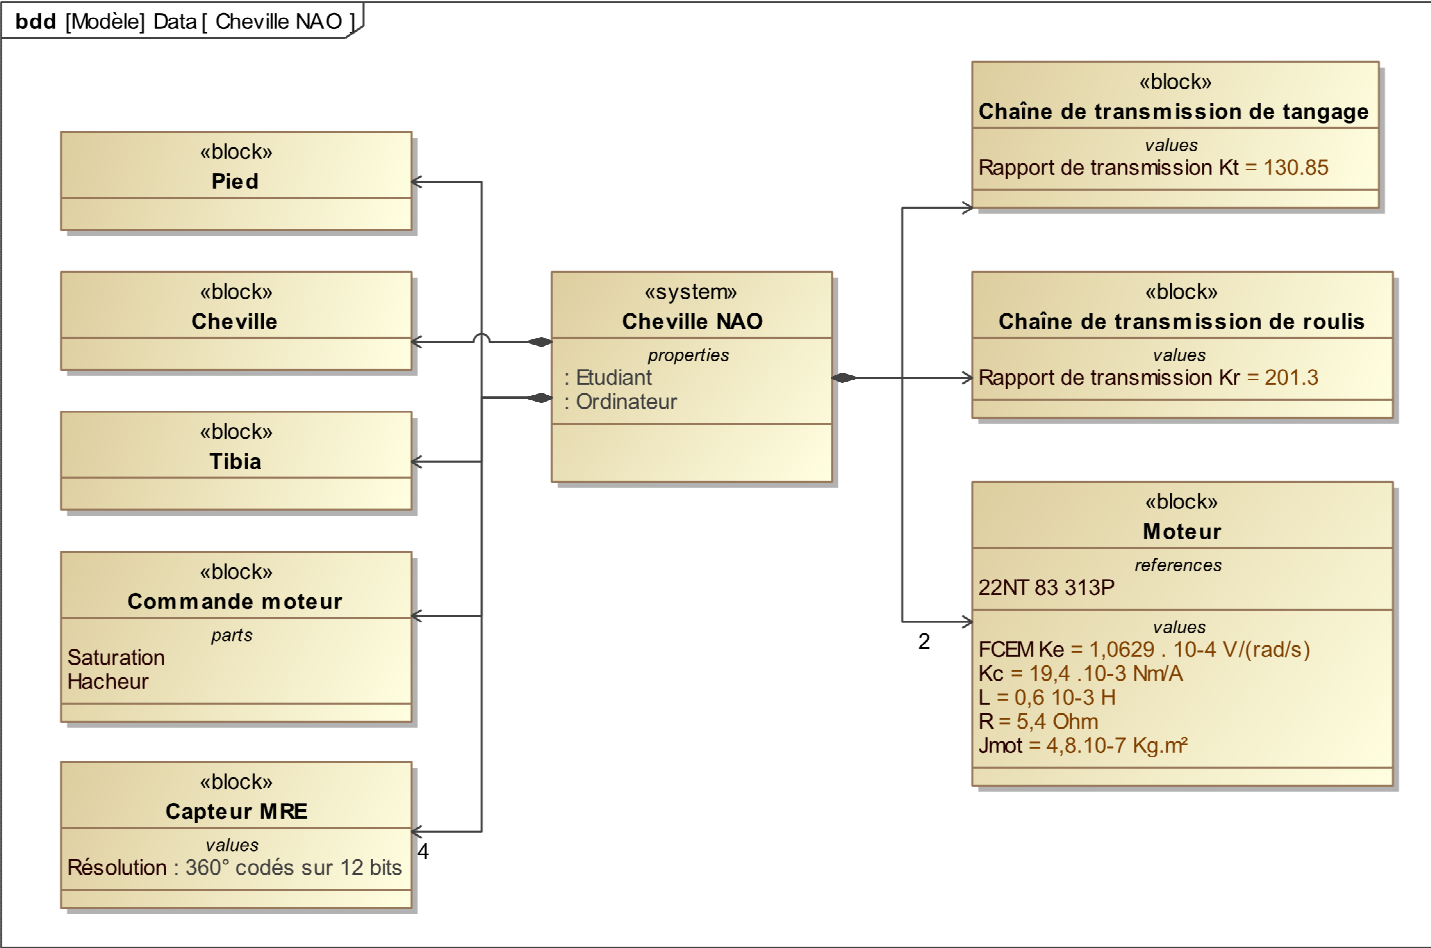 bdd [Modèle] Data [ Cheville NAO ]
«block»
Pied
«block»
Cheville
«block»
Tibia
«block»
Commande moteur
parts
Saturation
Hacheur
«block»
Capteur MRE
values
Résolution : 360° codés sur 12 bits
4
«system»
Cheville NAO
properties
: Etudiant
: Ordinateur
«block»
Chaîne de transmission de tangage
values
Rapport de transmission Kt = 130.85
«block»
Chaîne de transmission de roulis
values
Rapport de transmission Kr = 201.3
«block»
Moteur
references
22NT 83 313P
values
FCEM Ke = 1,0629 . 10-4 V/(rad/s)
Kc = 19,4 .10-3 Nm/A
L = 0,6 10-3 H
R = 5,4 Ohm
Jmot = 4,8.10-7 Kg.m²
2